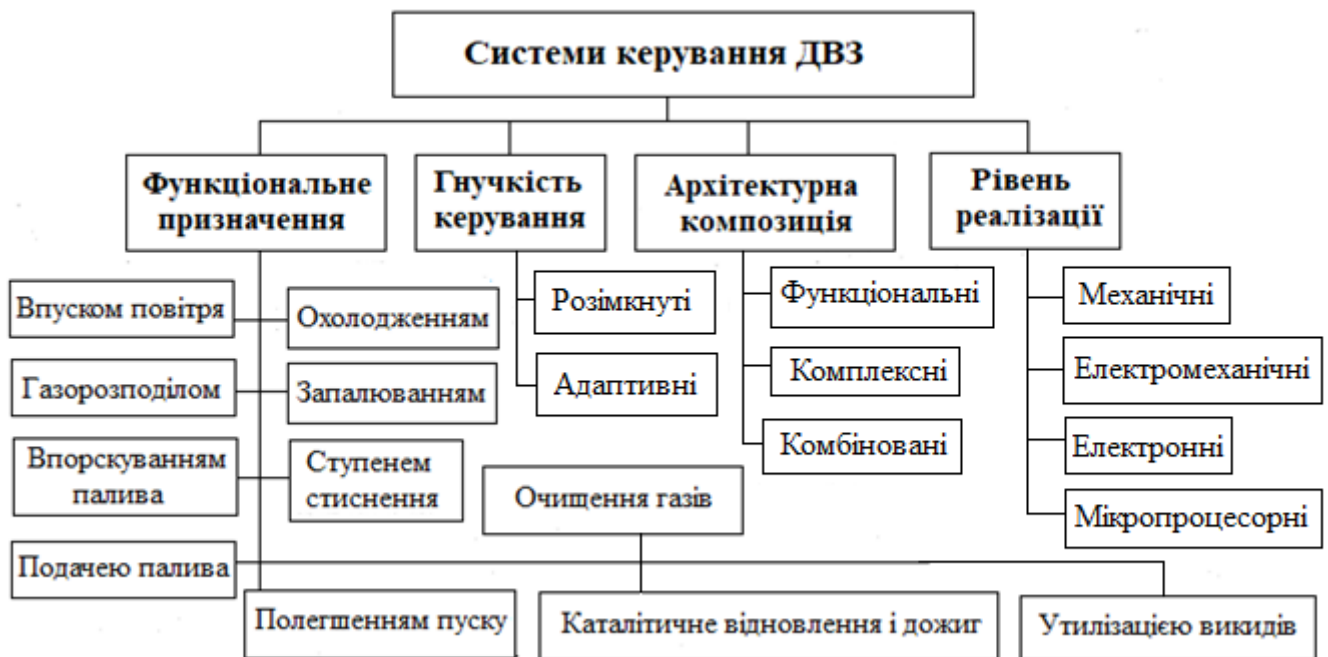 Системи керування ДВЗ
Функціональне
призначення
Гнучкість
керування
Архітектурна
композиція
Рівень
реалізації
Впуском повітря
Охолодженням
Газорозподілом
Запалюванням
Впорскуванням
палива
Ступенем
стиснення
Подачею палива
Полегшенням пуску
Очищення газів
Каталітичне відновлення і дожиг
Утилізацією викидів
Розімкнуті
Адаптивні
Функціональні
Комплексні
Комбіновані
Механічні
Електромеханічні
Електронні
Мікропроцесорні